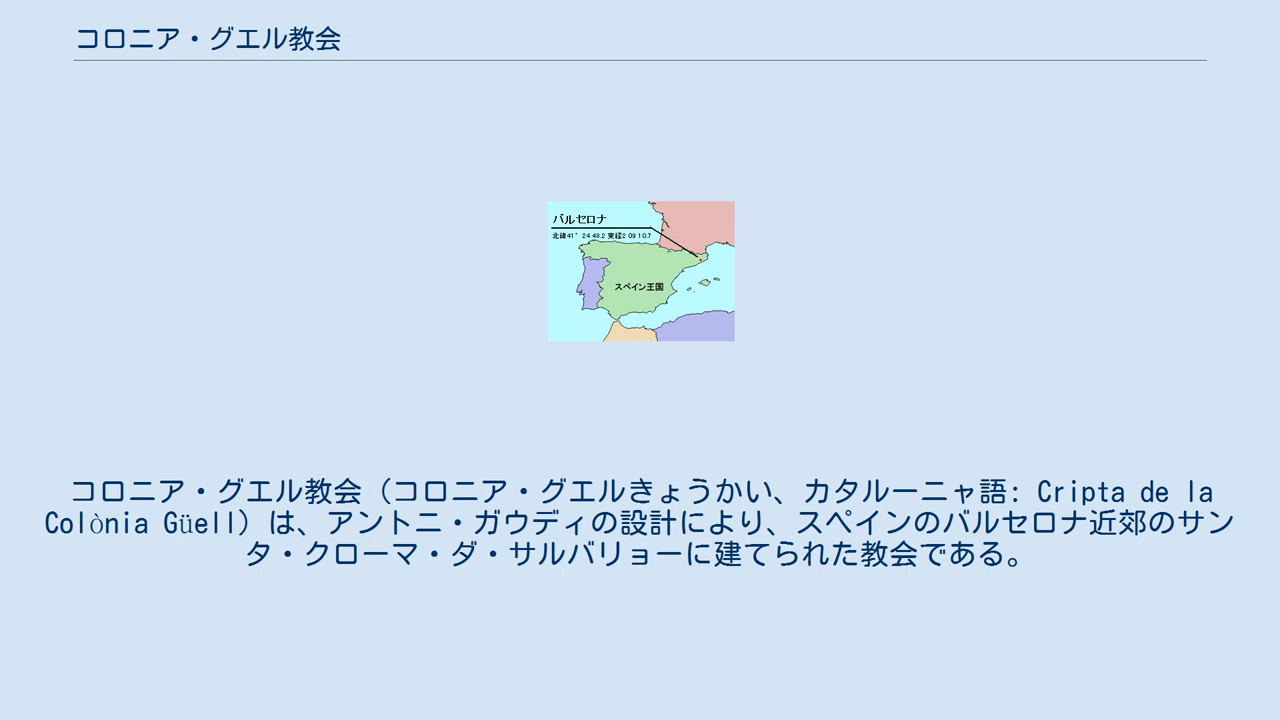 コロニア・グエル教会
バルセロナ
北緯41°24 48.2 東経2 09 10.7
スペイン王国
コロニア・グエル教会（コロニア・グエルきょうかい、カタルーニャ語: Cripta de la
Colònia Güell）は、アントニ・ガウディの設計により、スペインのバルセロナ近郊のサン
タ・クローマ・ダ・サルバリョーに建てられた教会である。